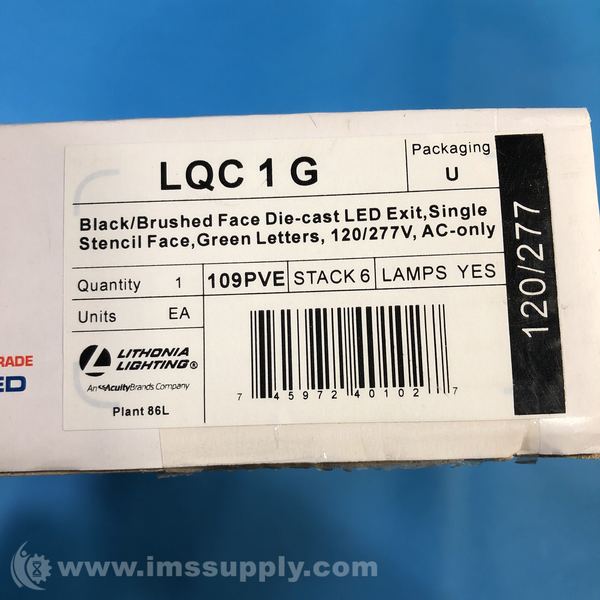 LQC 1 G
Packaging
U
Black/Brushed Face Die-cast LED Exit,Single
Stencil Face,Green Letters, 120/277V, AC-only
Quantity 1
109PVE
STACK 6
LAMPS YES
Units EA
LITHONIA
LIGHTING®
An AcuityBrands Company
Plant 86L
7 45972 40102 7
120/277
RADE
ED
www.imssupply.com